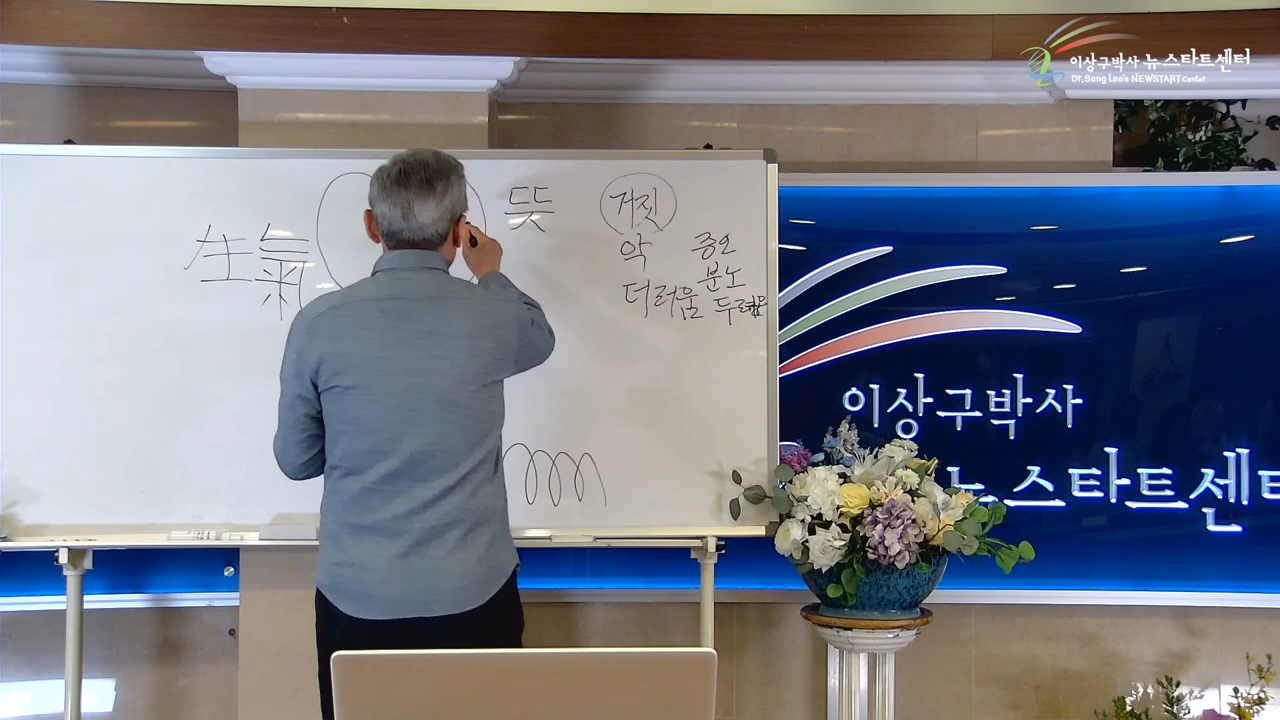 이상구박사 뉴스타트센터
Dr.Sang Lee's NEWSTART Center
生氣
뜻
거짓
악 증오
분노
더러움 두려움
이상구박사
뉴스타트센터